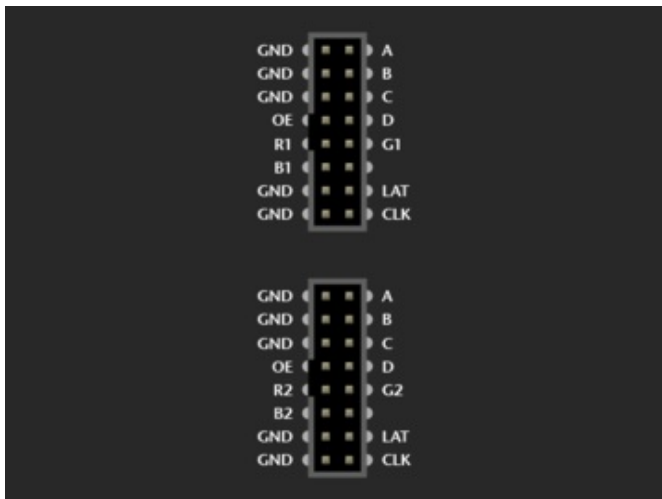 GND A
GND B
GND C
OE D
R1 G1
B1
GND LAT
GND CLK
GND A
GND B
GND C
OE D
R2 G2
B2
GND LAT
GND CLK